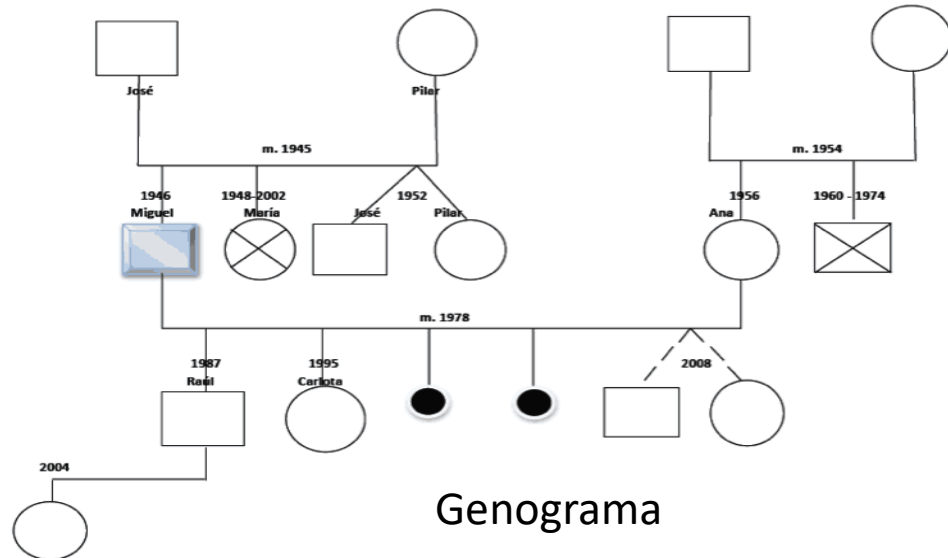 José
Pilar
m. 1945
m. 1954
1946
1948-2002
1952
1956
1960 - 1974
Miguel
María
José
Pilar
Ana
m. 1978
1987
1995
2008
Raúl
Carlota
2004
Genograma